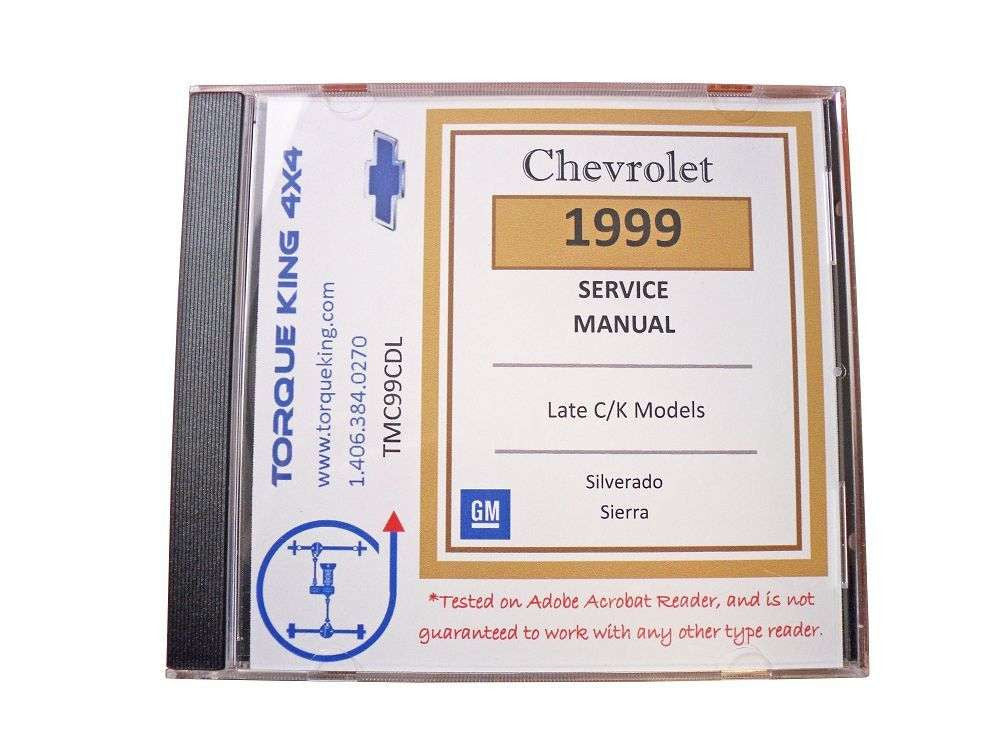 TORQUE KING 4X4
www.torqueking.com
1.406.384.0270
TMC99CDL
Chevrolet
1999
SERVICE
MANUAL
Late C/K Models
Silverado
Sierra
GM
*Tested on Adobe Acrobat Reader, and is not
guaranteed to work with any other type reader.